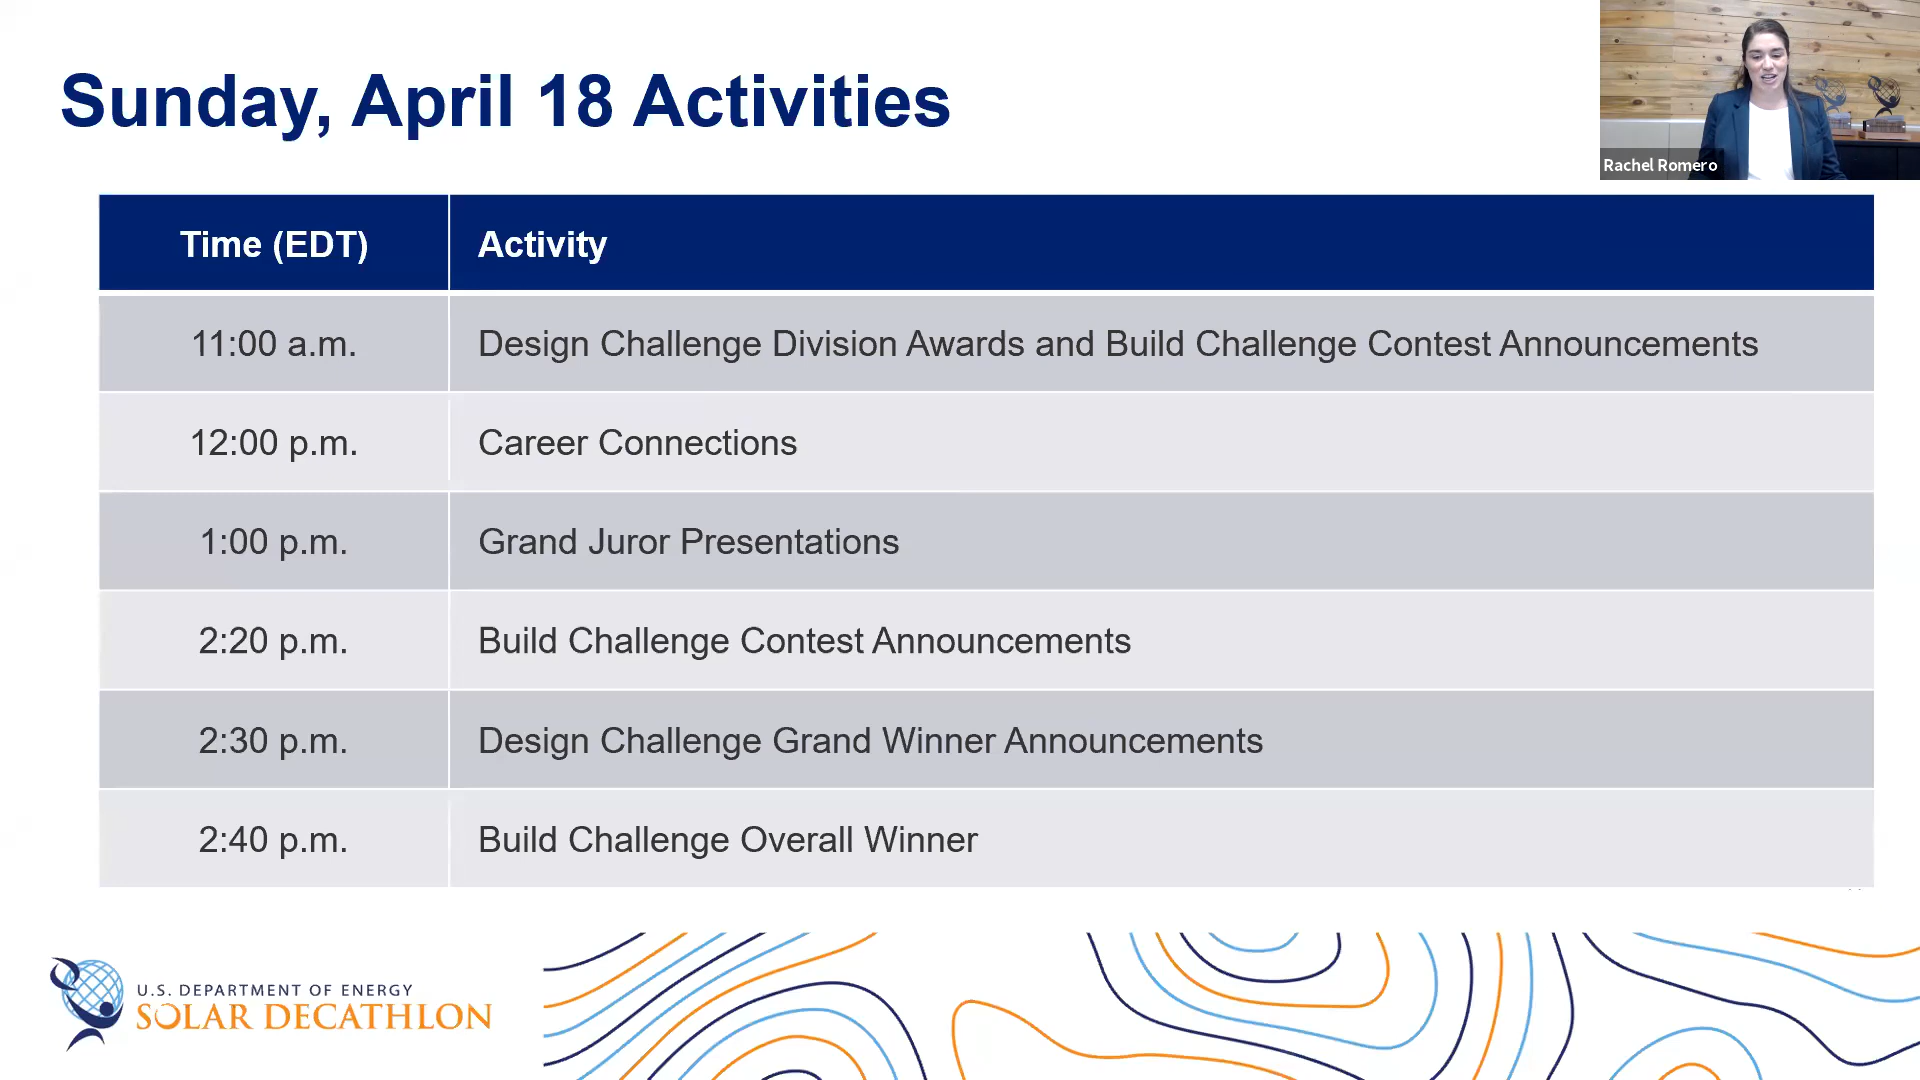 Sunday, April 18 Activities
Rachel Romero
Time (EDT) Activity
11:00 a.m. Design Challenge Division Awards and Build Challenge Contest Announcements
12:00 p.m. Career Connections
1:00 p.m. Grand Juror Presentations
2:20 p.m. Build Challenge Contest Announcements
2:30 p.m. Design Challenge Grand Winner Announcements
2:40 p.m. Build Challenge Overall Winner
U.S. DEPARTMENT OF ENERGY
SOLAR DECATHLON